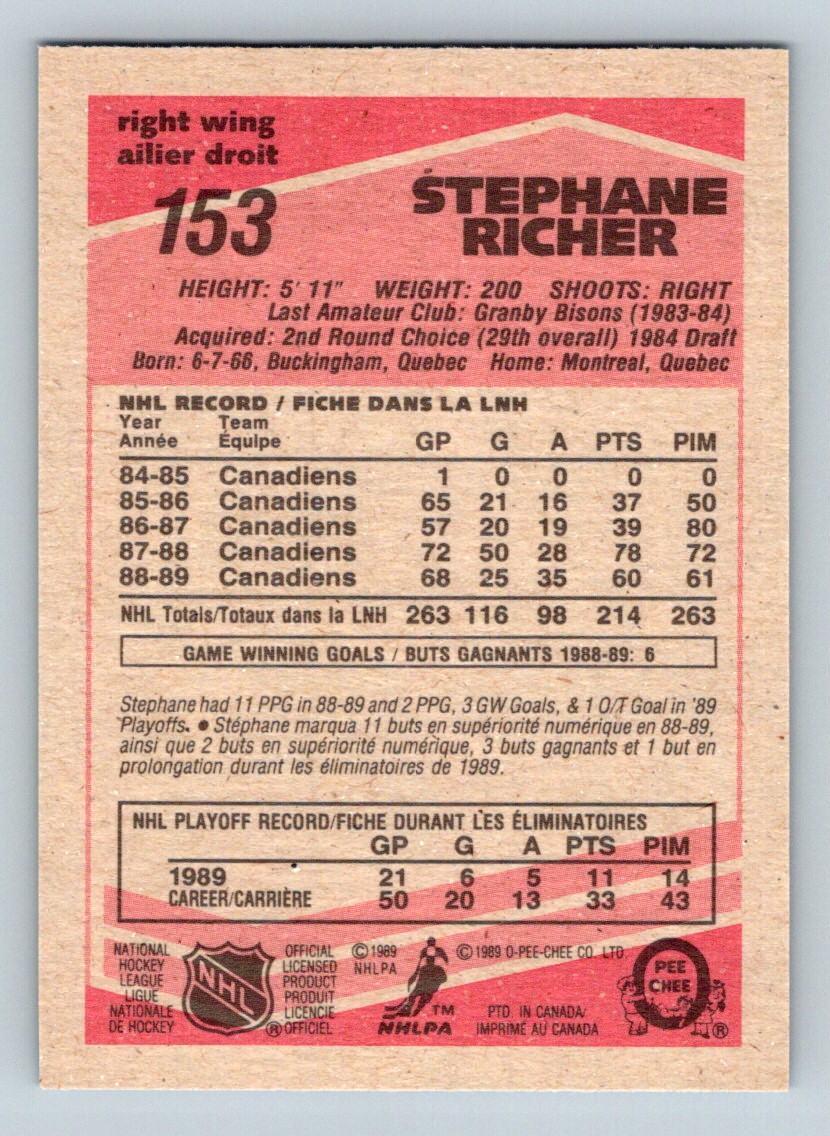 right wing
ailier droit
153
STEPHANE
RICHER
HEIGHT: 5' 11" WEIGHT: 200 SHOOTS: RIGHT
Last Amateur Club: Granby Bisons (1983-84)
Acquired: 2nd Round Choice (29th overall) 1984 Draft
Born: 6-7-66, Buckingham, Quebec Home: Montreal, Quebec
NHL RECORD / FICHE DANS LA LNH
Year Team
Année Équipe GP G A PTS PIM
84-85 Canadiens 1 0 0 0 0
85-86 Canadiens 65 21 16 37 50
86-87 Canadiens 57 20 19 39 80
87-88 Canadiens 72 50 28 78 72
88-89 Canadiens 68 25 35 60 61
NHL Totals/Totaux dans la LNH 263 116 98 214 263
GAME WINNING GOALS / BUTS GAGNANTS 1988-89: 6
Stephane had 11 PPG in 88-89 and 2 PPG, 3 GW Goals, & 1 O/T Goal in '89
Playoffs. ● Stéphane marqua 11 buts en supériorité numérique en 88-89,
ainsi que 2 buts en supériorité numérique, 3 buts gagnants et 1 but en
prolongation durant les éliminatoires de 1989.
NHL PLAYOFF RECORD/FICHE DURANT LES ÉLIMINATOIRES
GP G A PTS PIM
1989 21 6 5 11 14
CAREER/CARRIÈRE 50 20 13 33 43
NATIONAL
HOCKEY
LEAGUE
LIGUE
NATIONALE
DE HOCKEY
NHL
®
OFFICIAL
LICENSED
PRODUCT
PRODUIT
LICENCIE
OFFICIEL
© 1989
NHLPA
TM
NHLPA
© 1989 O-PEE-CHEE CO. LTD.
PTD. IN CANADA/
IMPRIMÉ AU CANADA
O
PEE
CHEE
®